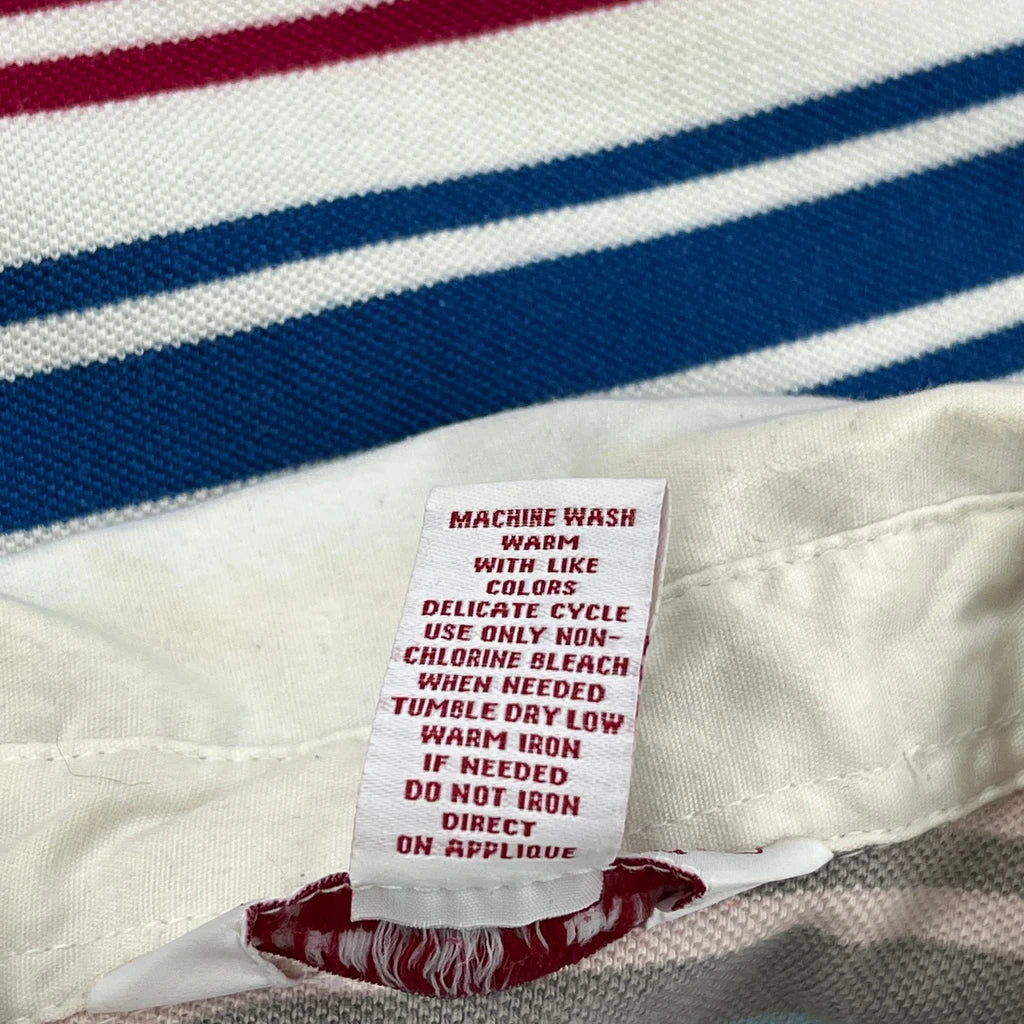 MACHINE WASH
WARM
WITH LIKE
COLORS
DELICATE CYCLE
USE ONLY NON-
CHLORINE BLEACH
WHEN NEEDED
TUMBLE DRY LOW
WARM IRON
IF NEEDED
DO NOT IRON
DIRECT
ON APPLIQUE